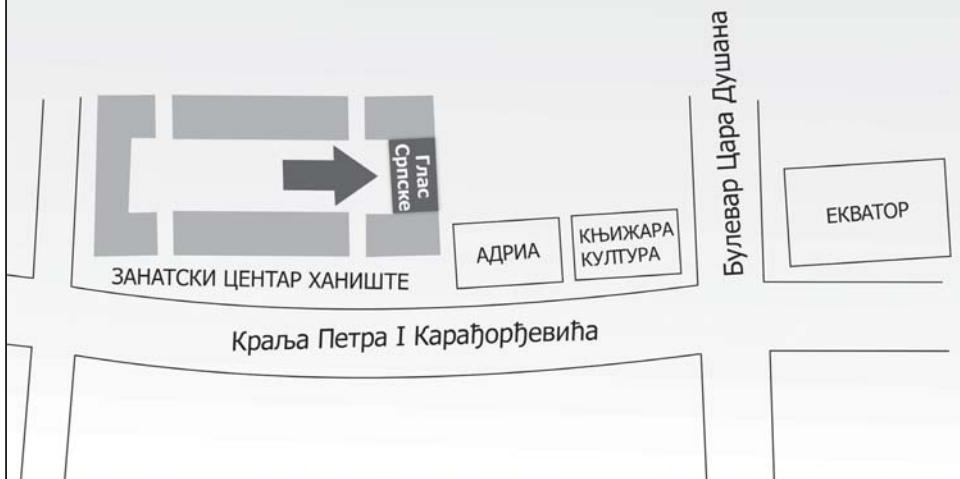 Булевар Цара Душана
Глас
Српске
ЕКВАТОР
АДРИА
КЊИЖАРА
КУЛТУРА
ЗАНАТСКИ ЦЕНТАР ХАНИШТЕ
Краља Петра I Карађорђевића